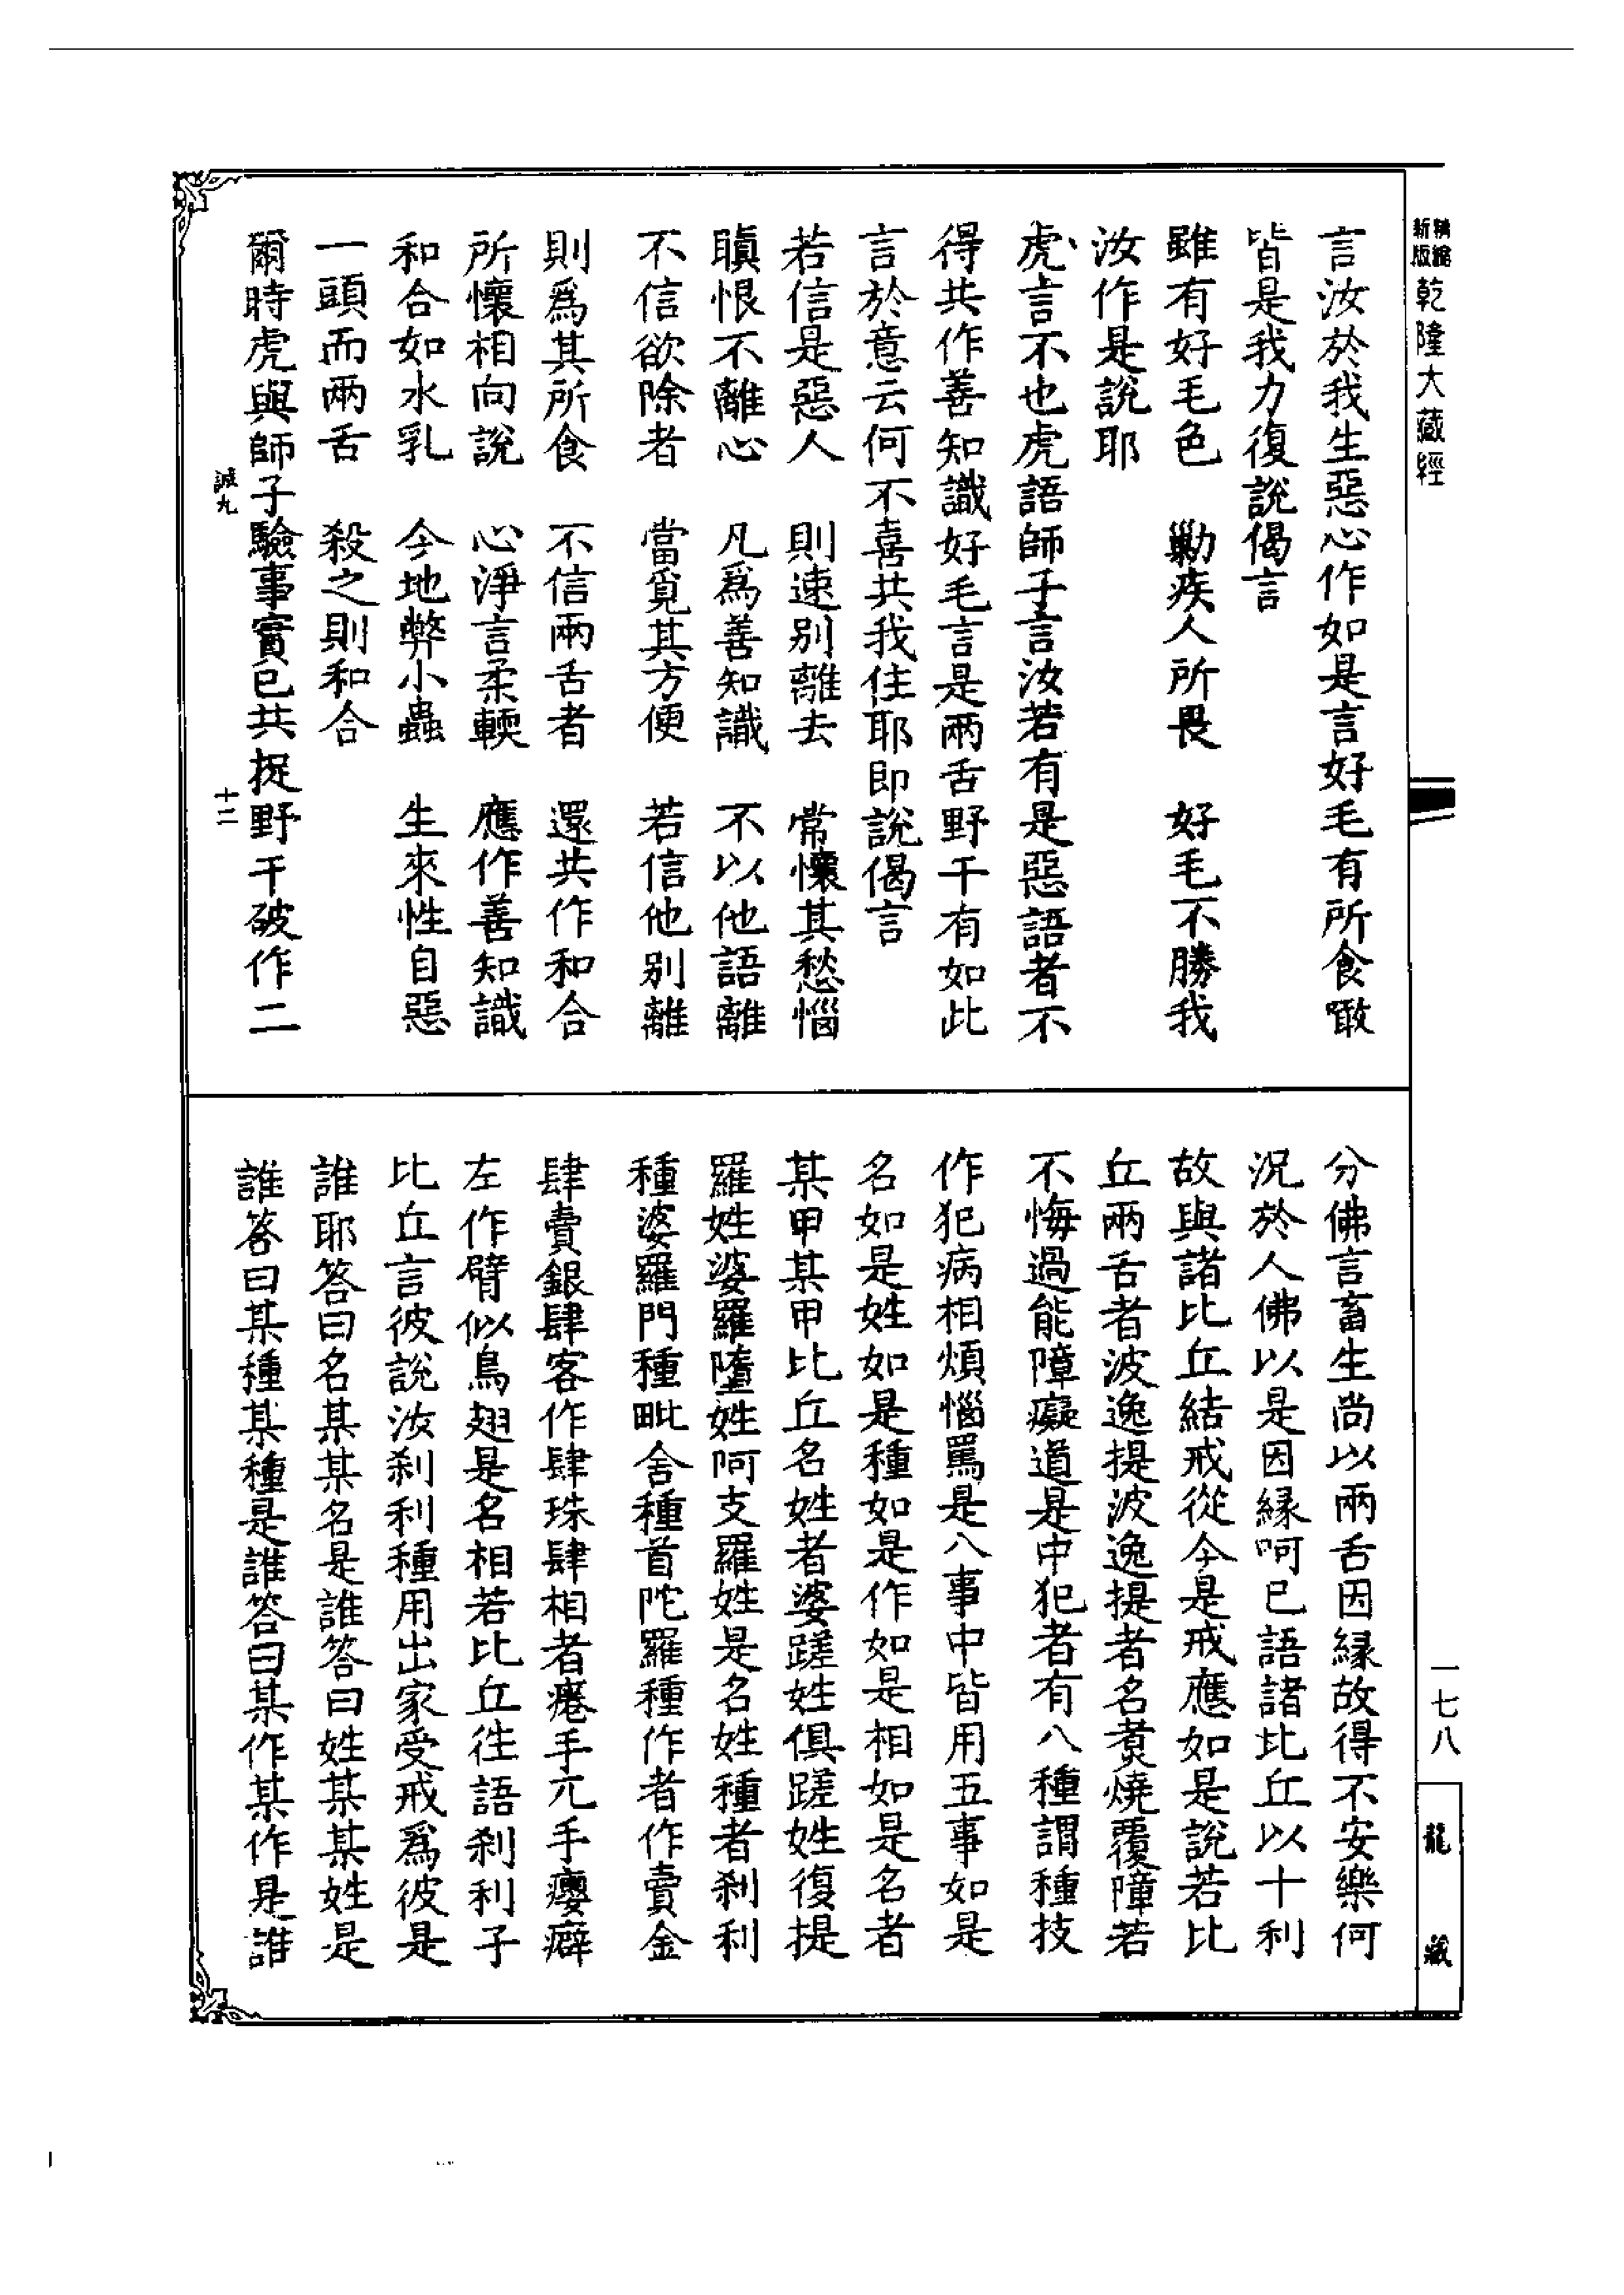 精縮新版乾隆大藏經
言汝於我生惡心作如是言好毛有所食噉
皆是我力復說偈言
雖有好毛色　勦疾人所畏　好毛不勝我
汝作是說耶
虎言不也虎語師子言汝若有是惡語者不
得共作善知識好毛言是兩舌野干有如此
言於意云何不喜共我住耶即說偈言
若信是惡人　則速別離去　常懷其愁惱
瞋恨不離心　凡為善知識　不以他語離
不信欲除者　當覓其方便　若信他別離
則為其所食　不信兩舌者　還共作和合
所懷相向說　心淨言柔輭　應作善知識
和合如水乳　今地弊小蟲　生來性自惡
一頭而兩舌　殺之則和合
爾時虎與師子驗事實已共捉野干破作二
誠九　十二
分佛言畜生尚以兩舌因緣故得不安樂何
況於人佛以是因緣呵已語諸比丘以十利
故與諸比丘結戒從今是戒應如是說若比
丘兩舌者波逸提波逸提者名煑燒覆障若
不悔過能障礙道是中犯者有八種謂種技
作犯病相煩惱罵是八事中皆用五事如是
名如是姓如是種如是作如是相如是名者
某甲某甲比丘名姓者婆蹉姓俱蹉姓復提
羅姓婆羅墮姓呵支羅姓是名姓種者剎利
種婆羅門種毗舍種首陀羅種作者作賣金
肆賣銀肆客作肆珠肆相者瘺手兀手癭癖
左作臂似鳥翅是名相若比丘往語剎利子
比丘言彼說汝剎利種用出家受戒為彼是
誰耶答曰名某某名是誰答曰姓某某姓是
誰答曰某種某種是誰答曰某作某作是誰
一七八
龍藏